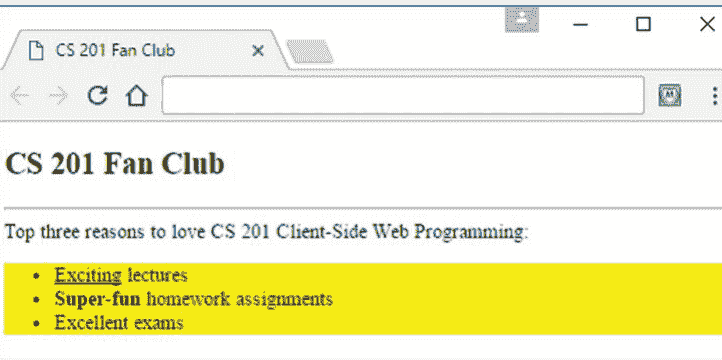 CS 201 Fan Club
CS 201 Fan Club
Top three reasons to love CS 201 Client-Side Web Programming:
Exciting lectures
Super-fun homework assignments
Excellent exams